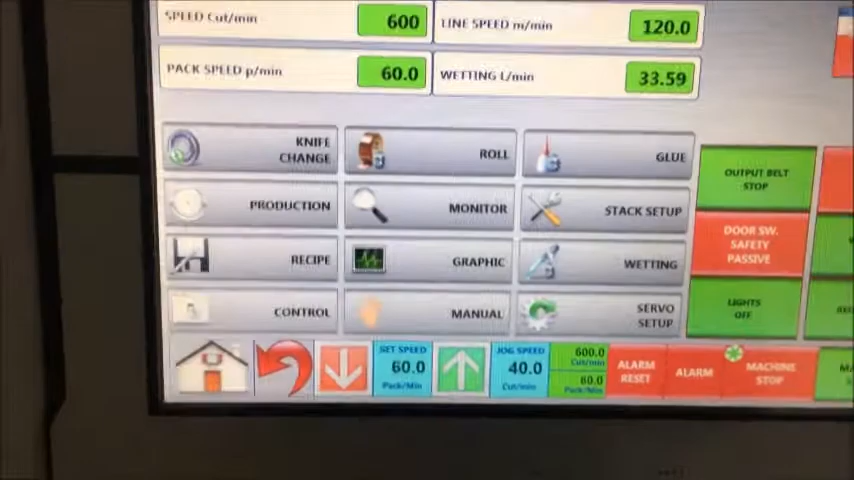 SPEED Cut/min 600 LINE SPEED m/min 120.0
PACK SPEED p/min 60.0 WETTING L/min 33.59
KNIFE
CHANGE
ROLL
GLUE
OUTPUT BELT
STOP
PRODUCTION
MONITOR
STACK SETUP
DOOR SW.
SAFETY
PASSIVE
RECIPE
GRAPHIC
WETTING
LIGHTS
OFF
CONTROL
MANUAL
SERVO
SETUP
SET SPEED
60.0
Pack/Min
JOG SPEED
40.0
Cut/min
600.0
Cut/min
60.0
Pack/Min
ALARM
RESET
ALARM
MACHINE
STOP